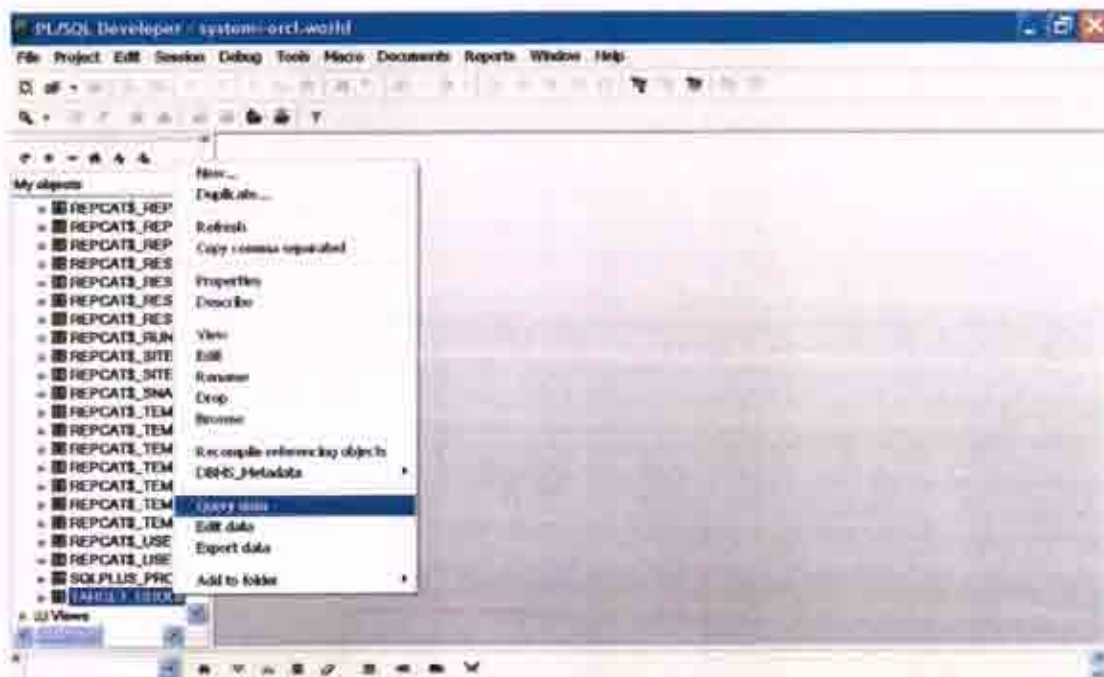 PL/SQL Developer - system@orcl.world
File Project Edit Session Debug Tools Macro Documents Reports Window Help
My objects
REPCAT$_REP
REPCAT$_REP
REPCAT$_REP
REPCAT$_RES
REPCAT$_RES
REPCAT$_RES
REPCAT$_RES
REPCAT$_RUN
REPCAT$_SITE
REPCAT$_SITE
REPCAT$_SNA
REPCAT$_TEM
REPCAT$_TEM
REPCAT$_TEM
REPCAT$_TEM
REPCAT$_TEM
REPCAT$_TEM
REPCAT$_TEM
REPCAT$_USE
REPCAT$_USE
SQLPLUS_PRO
Views
New...
Duplicate...
Refresh
Copy comma separated
Properties
Describe
View
Edit
Rename
Drop
Browse
Recompile referencing objects
DBMS_Metadata
Query data
Edit data
Export data
Add to folder